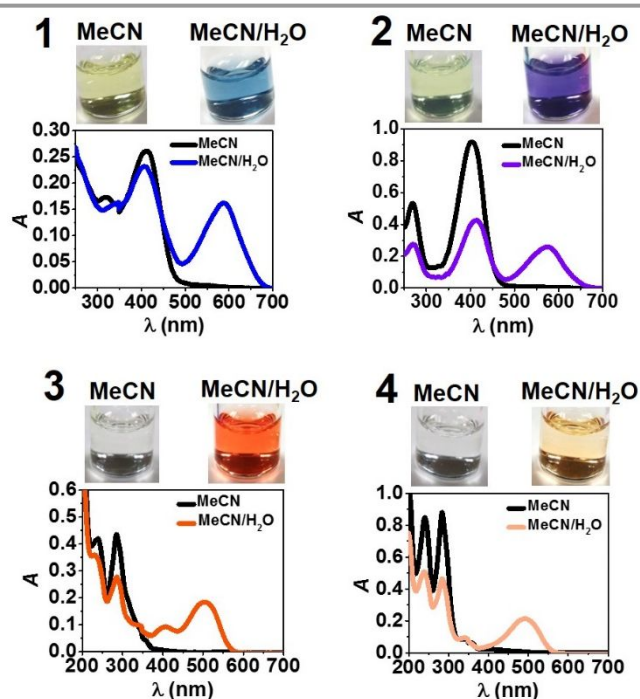 1 MeCN MeCN/H₂O
0.30
0.25
0.20
0.15
0.10
0.05
0.00
A
MeCN
MeCN/H₂O
300 400 500 600 700
λ (nm)
2 MeCN MeCN/H₂O
1.0
0.8
0.6
0.4
0.2
0.0
A
MeCN
MeCN/H₂O
300 400 500 600 700
λ (nm)
3 MeCN MeCN/H₂O
0.6
0.5
0.4
0.3
0.2
0.1
0.0
A
MeCN
MeCN/H₂O
200 300 400 500 600 700
λ (nm)
4 MeCN MeCN/H₂O
1.0
0.8
0.6
0.4
0.2
0.0
A
MeCN
MeCN/H₂O
200 300 400 500 600 700
λ (nm)